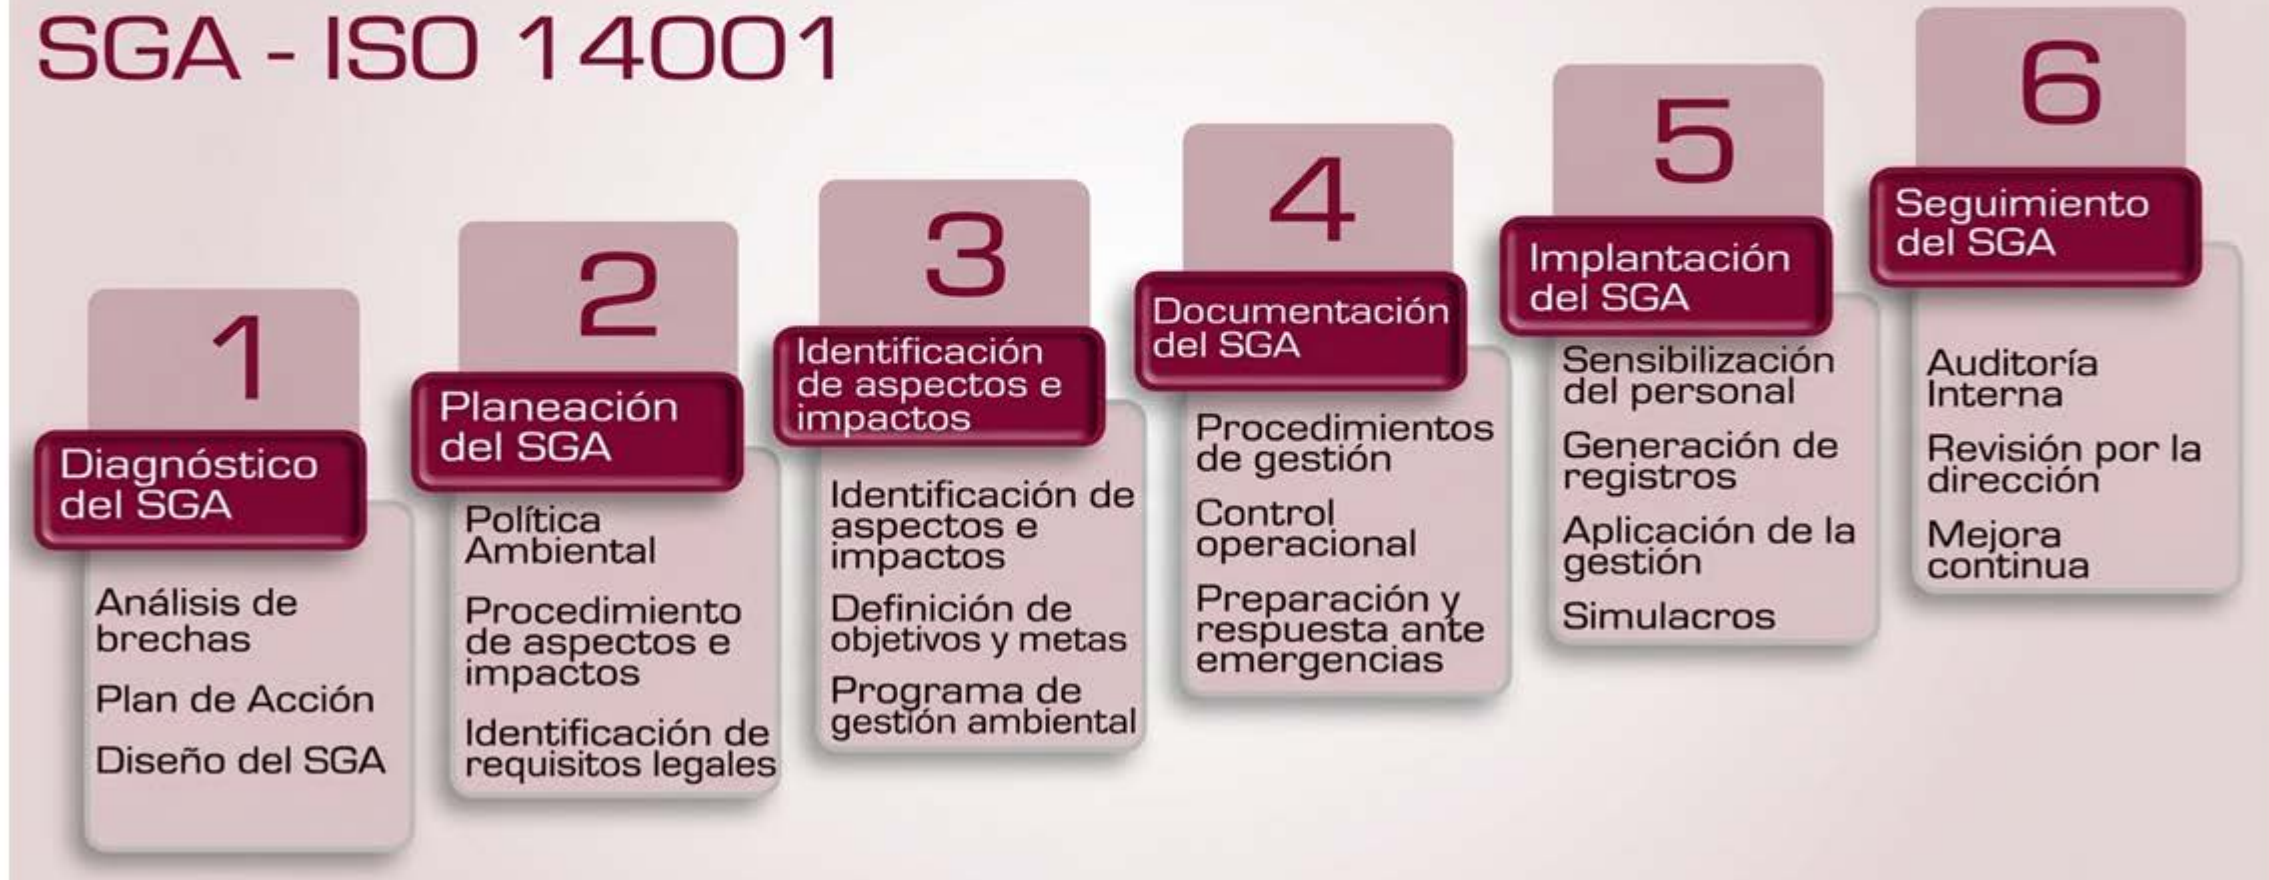 SGA - ISO 14001
1
Diagnóstico
del SGA
Análisis de
brechas
Plan de Acción
Diseño del SGA
2
Planeación
del SGA
Política
Ambiental
Procedimiento
de aspectos e
impactos
Identificación de
requisitos legales
3
Identificación
de aspectos e
impactos
Identificación de
aspectos e
impactos
Definición de
objetivos y metas
Programa de
gestión ambiental
4
Documentación
del SGA
Procedimientos
de gestión
Control
operacional
Preparación y
respuesta ante
emergencias
5
Implantación
del SGA
Sensibilización
del personal
Generación de
registros
Aplicación de la
gestión
Simulacros
6
Seguimiento
del SGA
Auditoría
Interna
Revisión por la
dirección
Mejora
continua